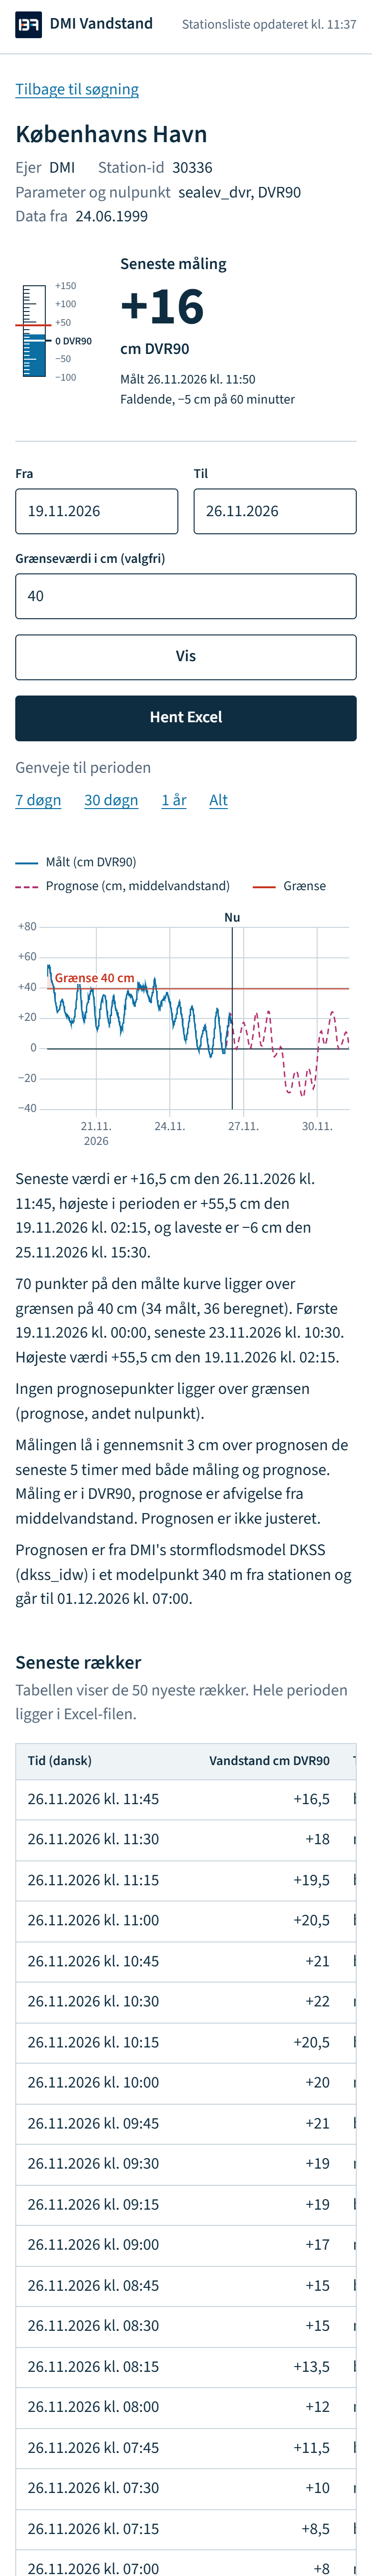 DMI Vandstand
Stationsliste opdateret kl. 11:37
Tilbage til søgning
Københavns Havn
Ejer DMI Station-id 30336
Parameter og nulpunkt sealev_dvr, DVR90
Data fra 24.06.1999
Seneste måling
+150
+100
+50
0 DVR90
−50
−100
+16
cm DVR90
Målt 26.11.2026 kl. 11:50
Faldende, −5 cm på 60 minutter
Fra
Til
19.11.2026
26.11.2026
Grænseværdi i cm (valgfri)
40
Vis
Hent Excel
Genveje til perioden
7 døgn 30 døgn 1 år Alt
Målt (cm DVR90)
Prognose (cm, middelvandstand) Grænse
Nu
+80
+60
Grænse 40 cm
+40
+20
0
−20
−40
21.11. 24.11. 27.11. 30.11.
2026
Seneste værdi er +16,5 cm den 26.11.2026 kl.
11:45, højeste i perioden er +55,5 cm den
19.11.2026 kl. 02:15, og laveste er −6 cm den
25.11.2026 kl. 15:30.
70 punkter på den målte kurve ligger over
grænsen på 40 cm (34 målt, 36 beregnet). Første
19.11.2026 kl. 00:00, seneste 23.11.2026 kl. 10:30.
Højeste værdi +55,5 cm den 19.11.2026 kl. 02:15.
Ingen prognosepunkter ligger over grænsen
(prognose, andet nulpunkt).
Målingen lå i gennemsnit 3 cm over prognosen de
seneste 5 timer med både måling og prognose.
Måling er i DVR90, prognose er afvigelse fra
middelvandstand. Prognosen er ikke justeret.
Prognosen er fra DMI's stormflodsmodel DKSS
(dkss_idw) i et modelpunkt 340 m fra stationen og
går til 01.12.2026 kl. 07:00.
Seneste rækker
Tabellen viser de 50 nyeste rækker. Hele perioden
ligger i Excel-filen.
Tid (dansk) Vandstand cm DVR90
26.11.2026 kl. 11:45 +16,5
26.11.2026 kl. 11:30 +18
26.11.2026 kl. 11:15 +19,5
26.11.2026 kl. 11:00 +20,5
26.11.2026 kl. 10:45 +21
26.11.2026 kl. 10:30 +22
26.11.2026 kl. 10:15 +20,5
26.11.2026 kl. 10:00 +20
26.11.2026 kl. 09:45 +21
26.11.2026 kl. 09:30 +19
26.11.2026 kl. 09:15 +19
26.11.2026 kl. 09:00 +17
26.11.2026 kl. 08:45 +15
26.11.2026 kl. 08:30 +15
26.11.2026 kl. 08:15 +13,5
26.11.2026 kl. 08:00 +12
26.11.2026 kl. 07:45 +11,5
26.11.2026 kl. 07:30 +10
26.11.2026 kl. 07:15 +8,5
26.11.2026 kl. 07:00 +8